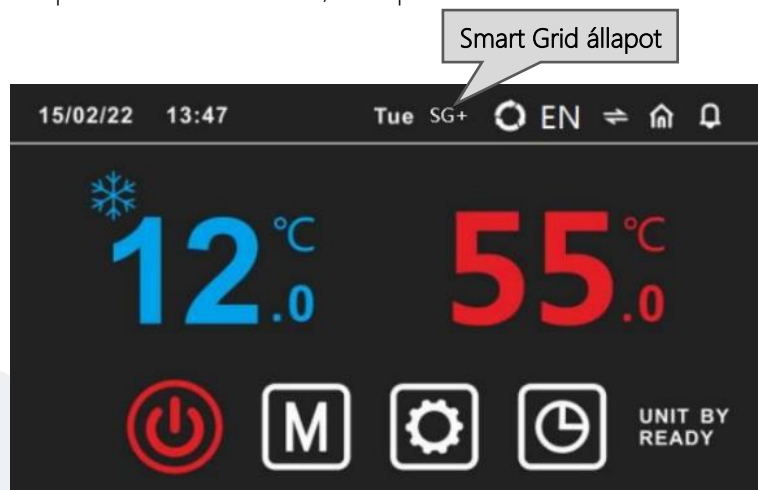 Smart Grid állapot
15/02/22 13:47 Tue SG+ EN
12.0 °C 55.0 °C
M UNIT BY
READY